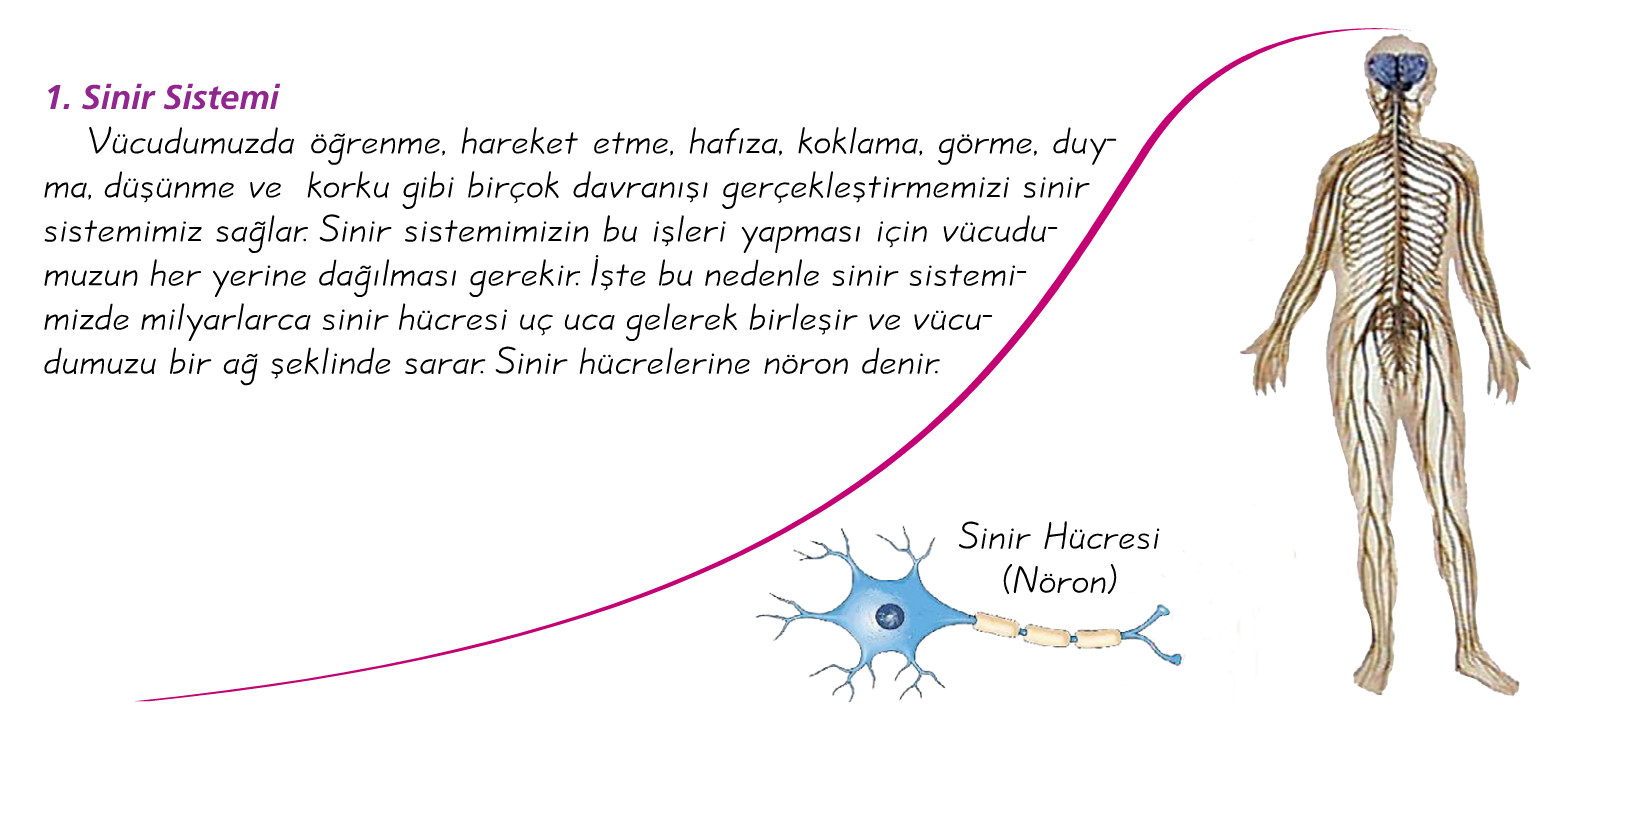 1. Sinir Sistemi
Vücudumuzda öğrenme, hareket etme, hafıza, koklama, görme, duy-
ma, düşünme ve korku gibi birçok davranışı gerçekleştirmemizi sinir
sistemimiz sağlar. Sinir sistemimizin bu işleri yapması için vücudu-
muzun her yerine dağılması gerekir. İşte bu nedenle sinir sistemi-
mizde milyarlarca sinir hücresi uç uca gelerek birleşir ve vücu-
dumuzu bir ağ şeklinde sarar. Sinir hücrelerine nöron denir.
Sinir Hücresi
(Nöron)